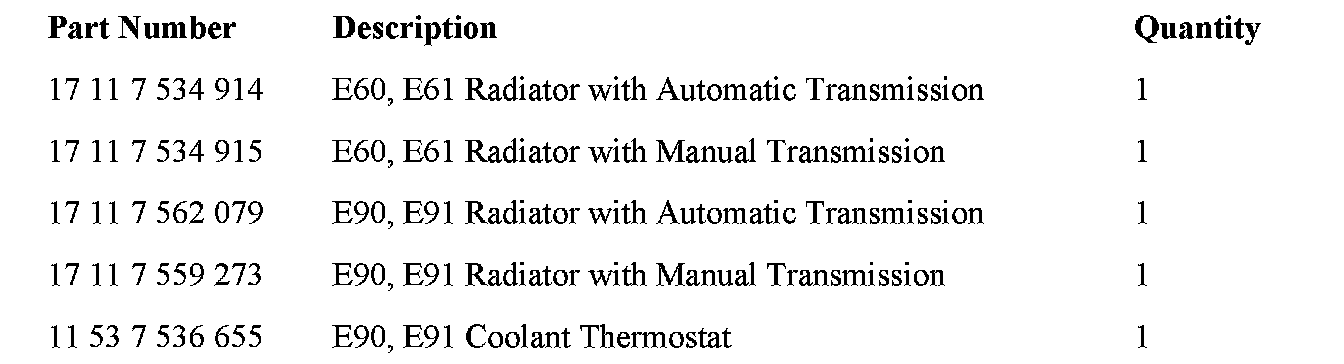 Part Number Description Quantity
17 11 7 534 914 E60, E61 Radiator with Automatic Transmission 1
17 11 7 534 915 E60, E61 Radiator with Manual Transmission 1
17 11 7 562 079 E90, E91 Radiator with Automatic Transmission 1
17 11 7 559 273 E90, E91 Radiator with Manual Transmission 1
11 53 7 536 655 E90, E91 Coolant Thermostat 1